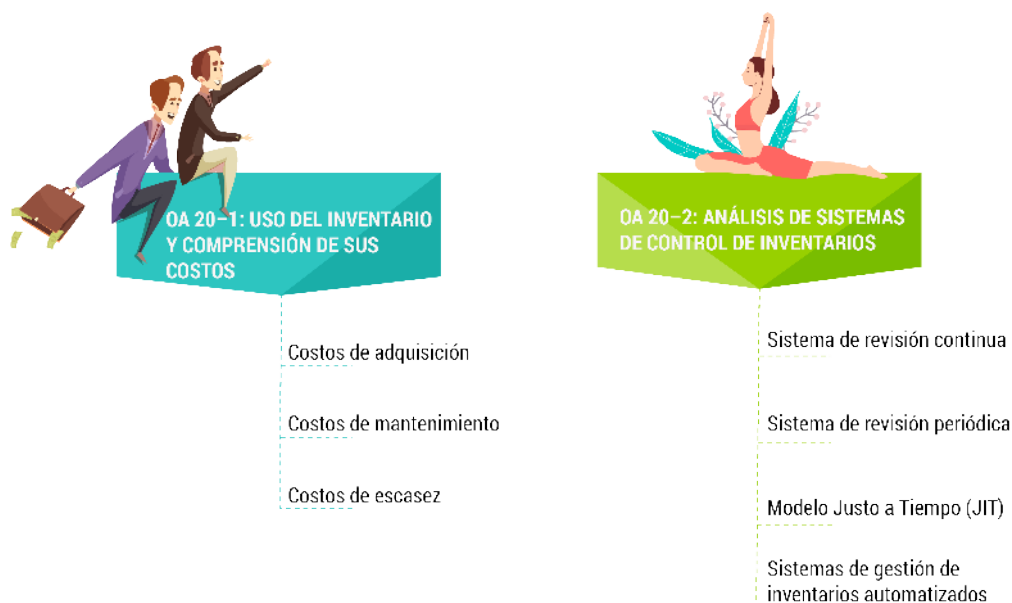 OA 20–1: USO DEL INVENTARIO
Y COMPRENSIÓN DE SUS
COSTOS
Costos de adquisición
Costos de mantenimiento
Costos de escasez
OA 20–2: ANÁLISIS DE SISTEMAS
DE CONTROL DE INVENTARIOS
Sistema de revisión continua
Sistema de revisión periódica
Modelo Justo a Tiempo (JIT)
Sistemas de gestión de
inventarios automatizados